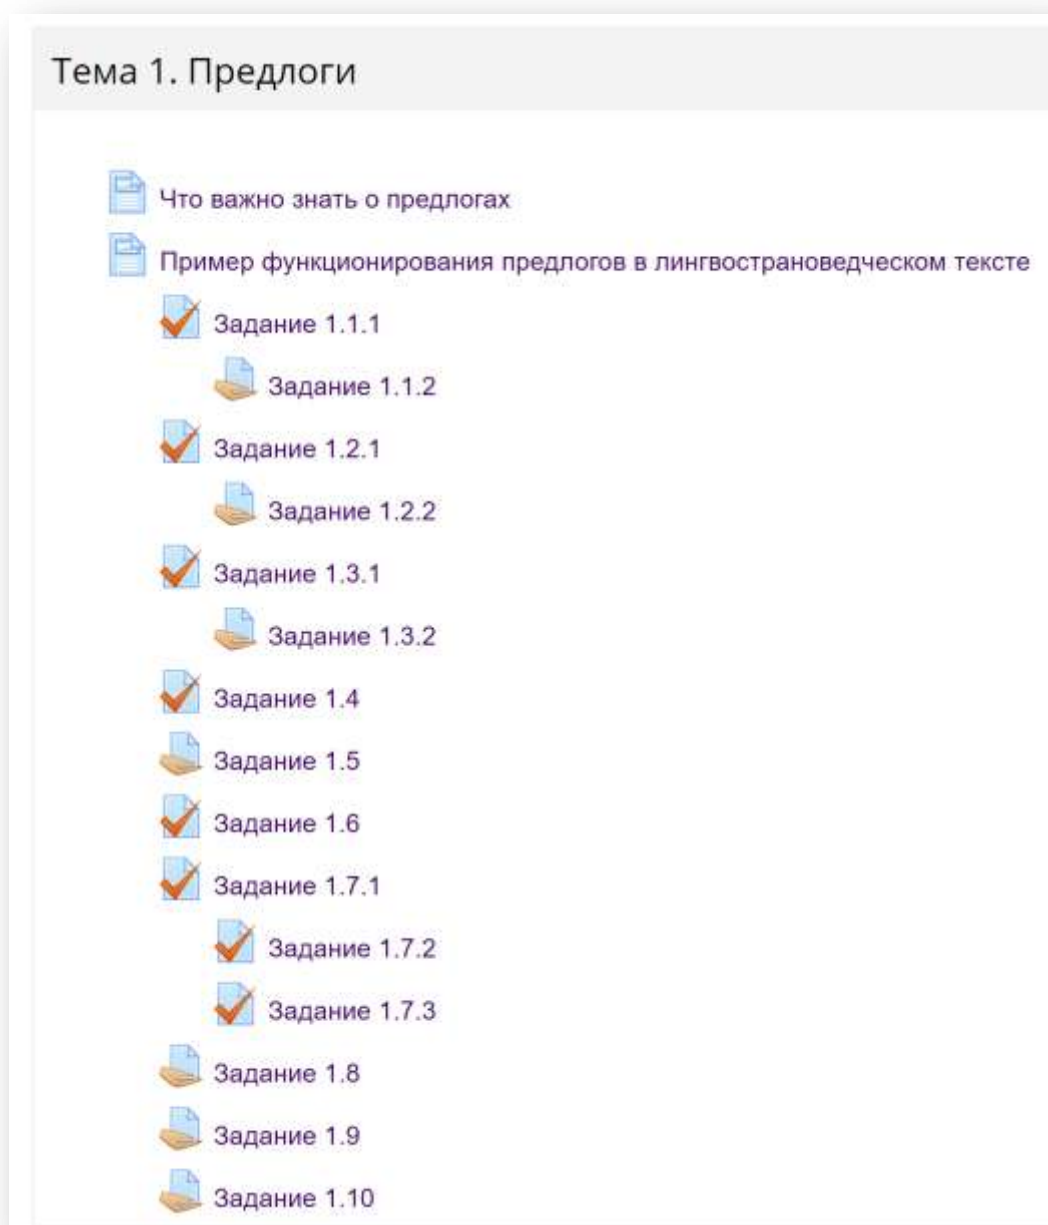 Тема 1. Предлоги
Что важно знать о предлогах
Пример функционирования предлогов в лингвострановедческом тексте
Задание 1.1.1
Задание 1.1.2
Задание 1.2.1
Задание 1.2.2
Задание 1.3.1
Задание 1.3.2
Задание 1.4
Задание 1.5
Задание 1.6
Задание 1.7.1
Задание 1.7.2
Задание 1.7.3
Задание 1.8
Задание 1.9
Задание 1.10